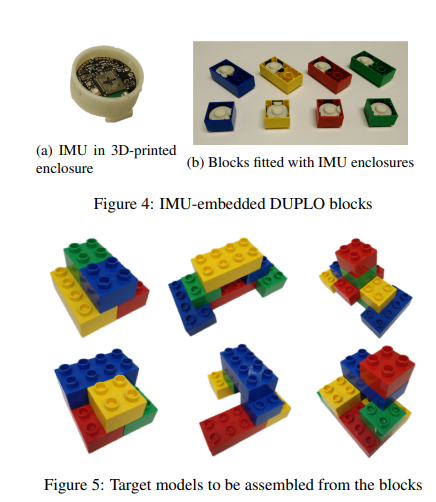 (a) IMU in 3D-printed
enclosure
(b) Blocks fitted with IMU enclosures
Figure 4: IMU-embedded DUPLO blocks
Figure 5: Target models to be assembled from the blocks